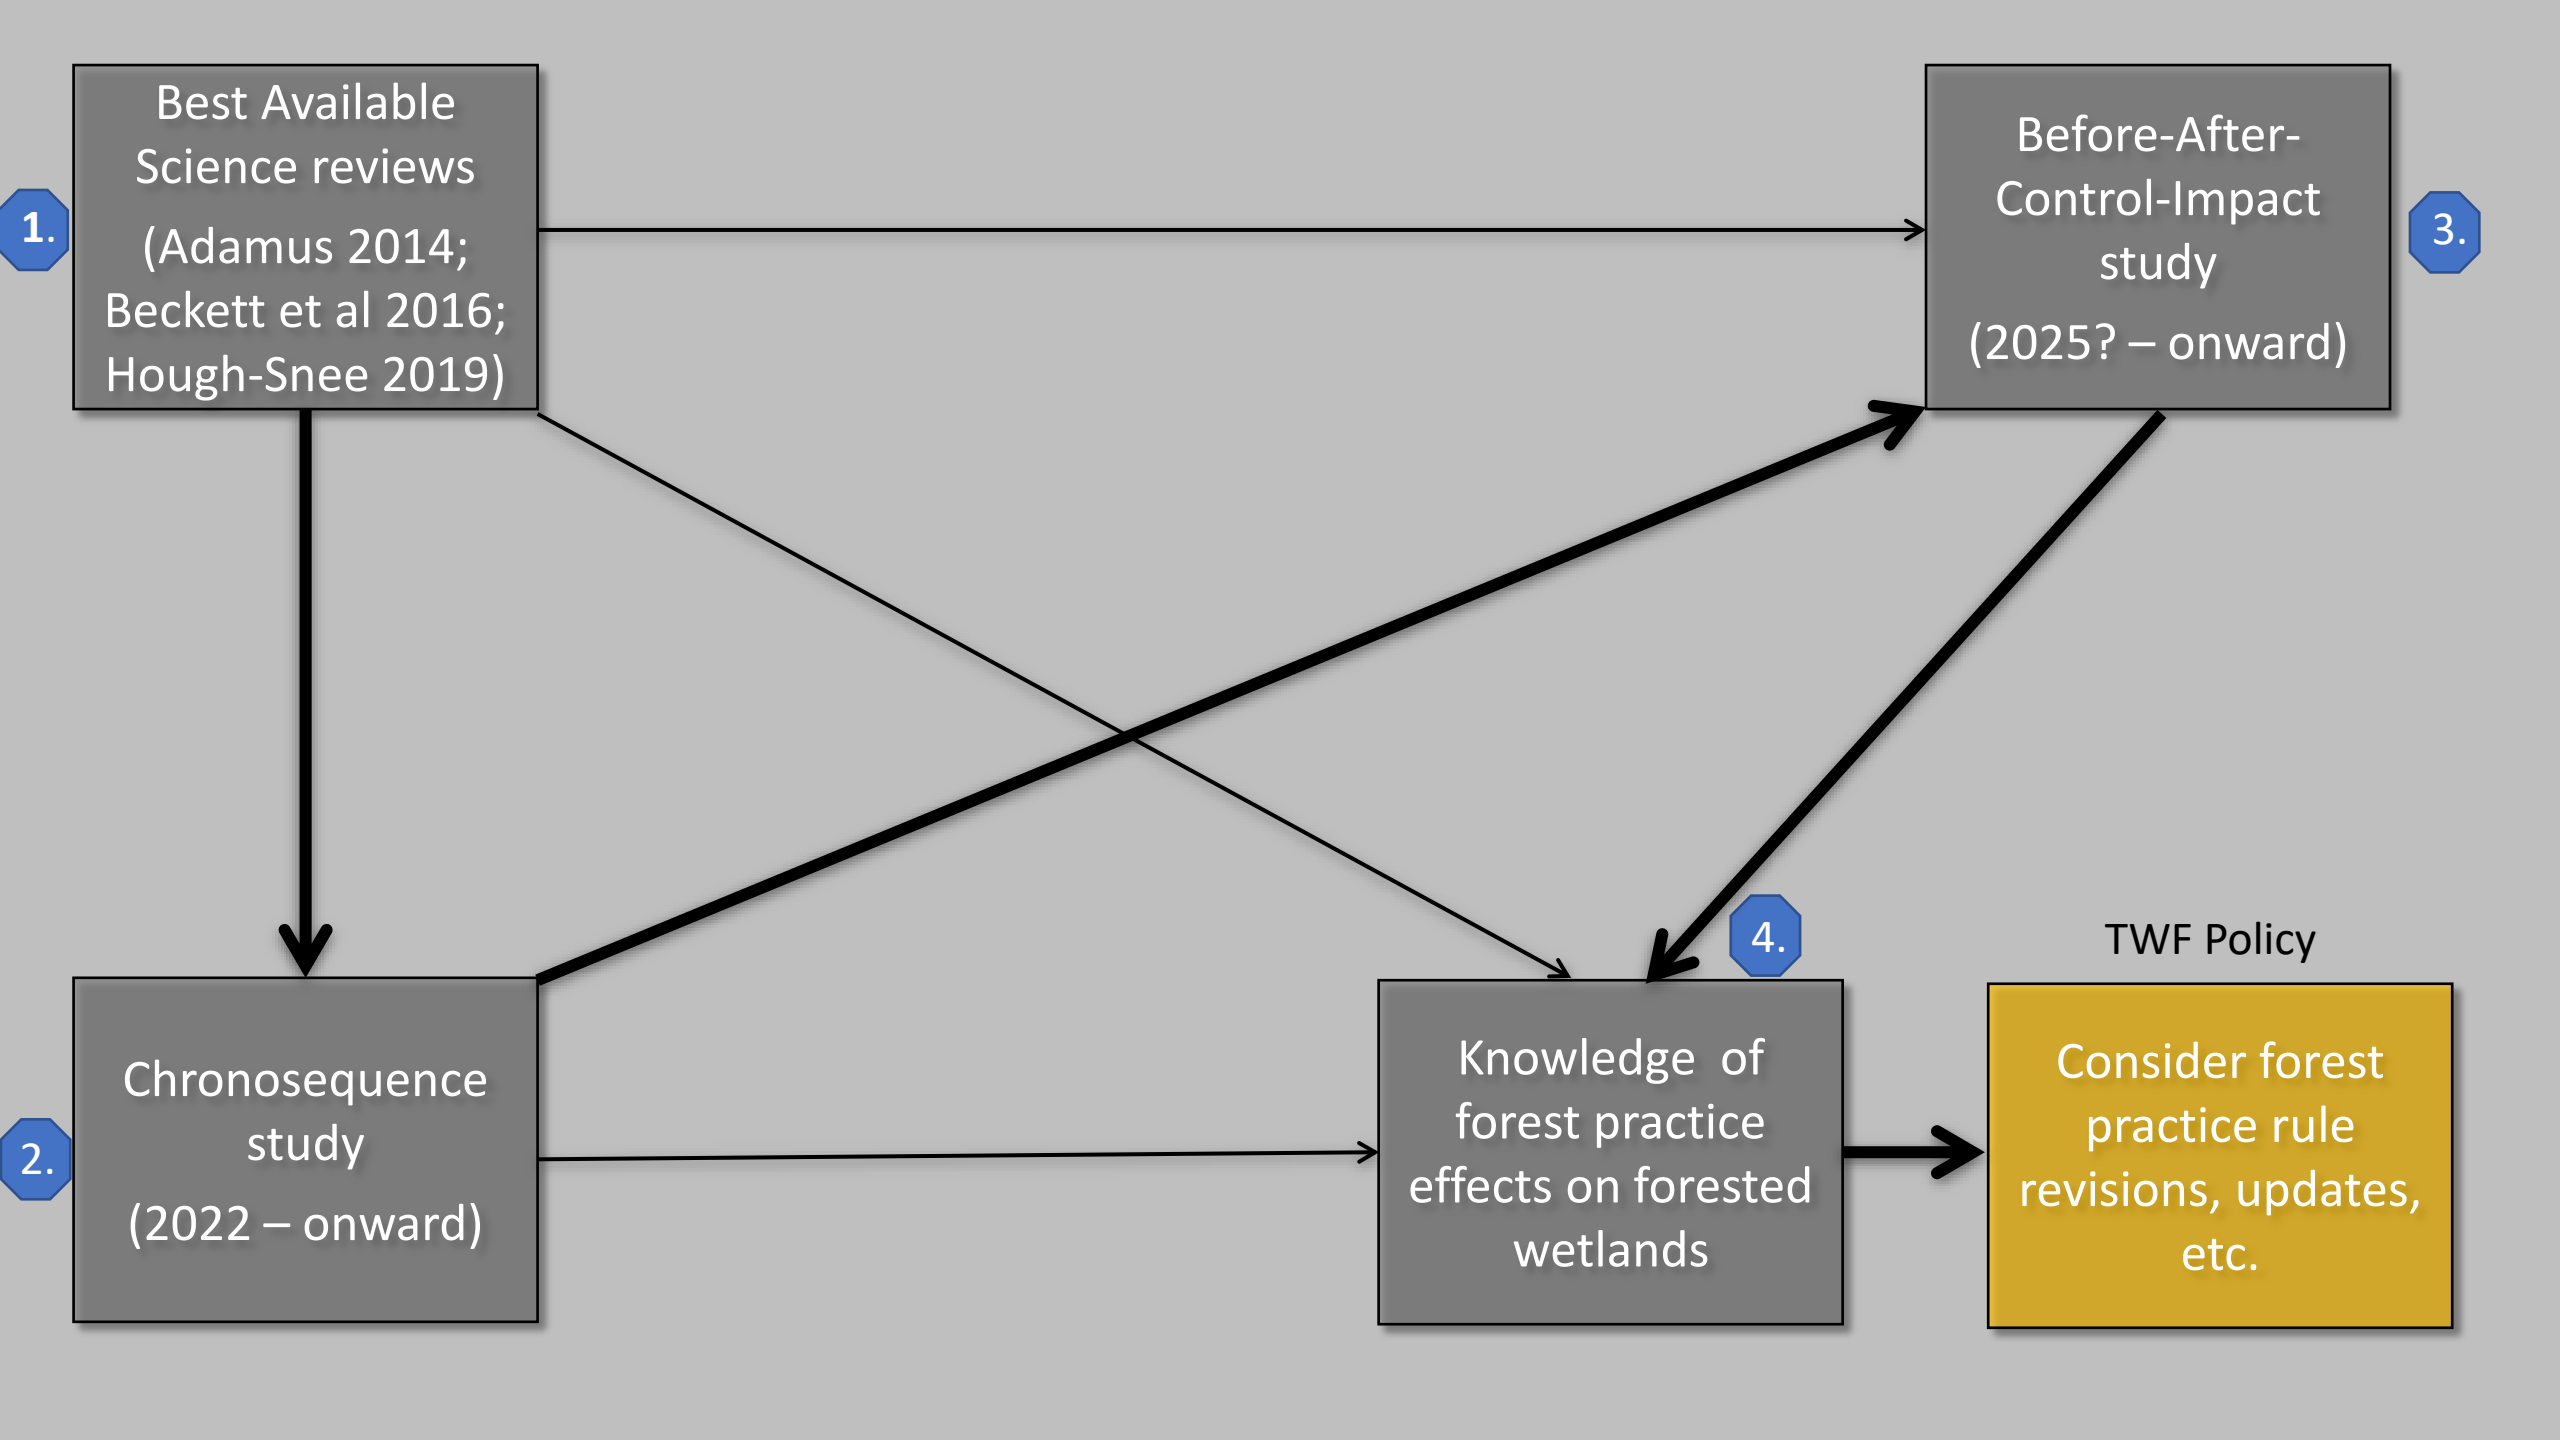 1.
Best Available
Science reviews
(Adamus 2014;
Beckett et al 2016;
Hough-Snee 2019)
Before-After-
Control-Impact
study
(2025? – onward)
3.
2.
Chronosequence
study
(2022 – onward)
4.
Knowledge  of
forest practice
effects on forested
wetlands
TWF Policy
Consider forest
practice rule
revisions, updates,
etc.